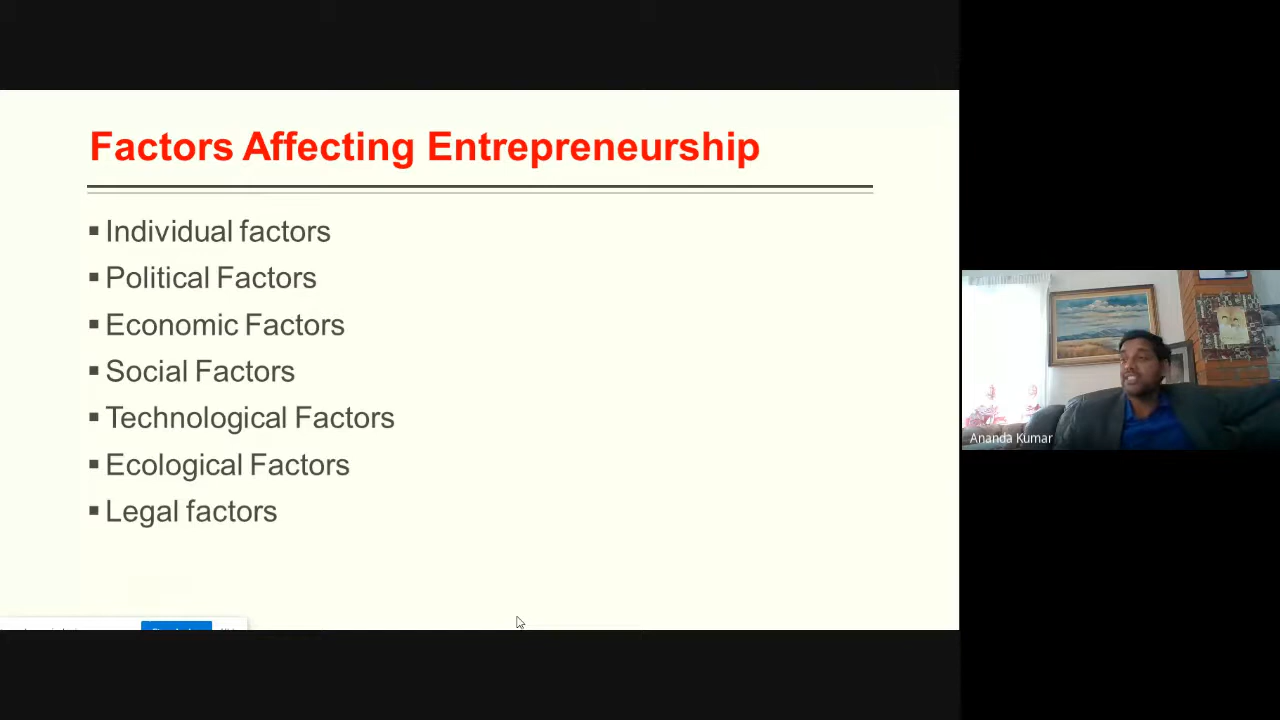 Factors Affecting Entrepreneurship
▪ Individual factors
▪ Political Factors
▪ Economic Factors
▪ Social Factors
▪ Technological Factors
▪ Ecological Factors
▪ Legal factors
Ananda Kumar